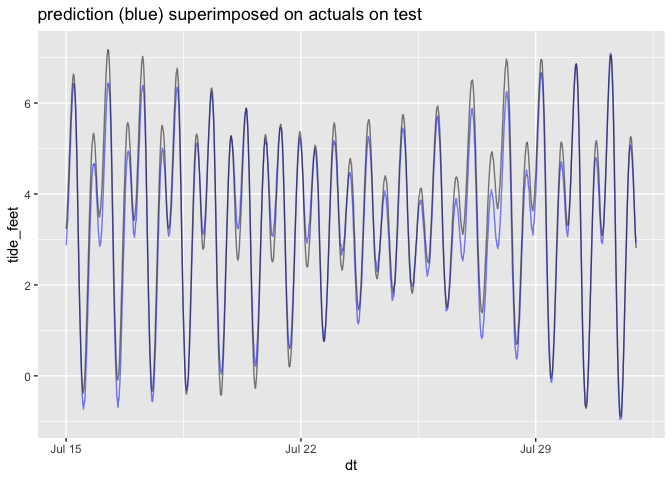 prediction (blue) superimposed on actuals on test
tide_feet
6
4
2
0
Jul 15
Jul 22
Jul 29
dt